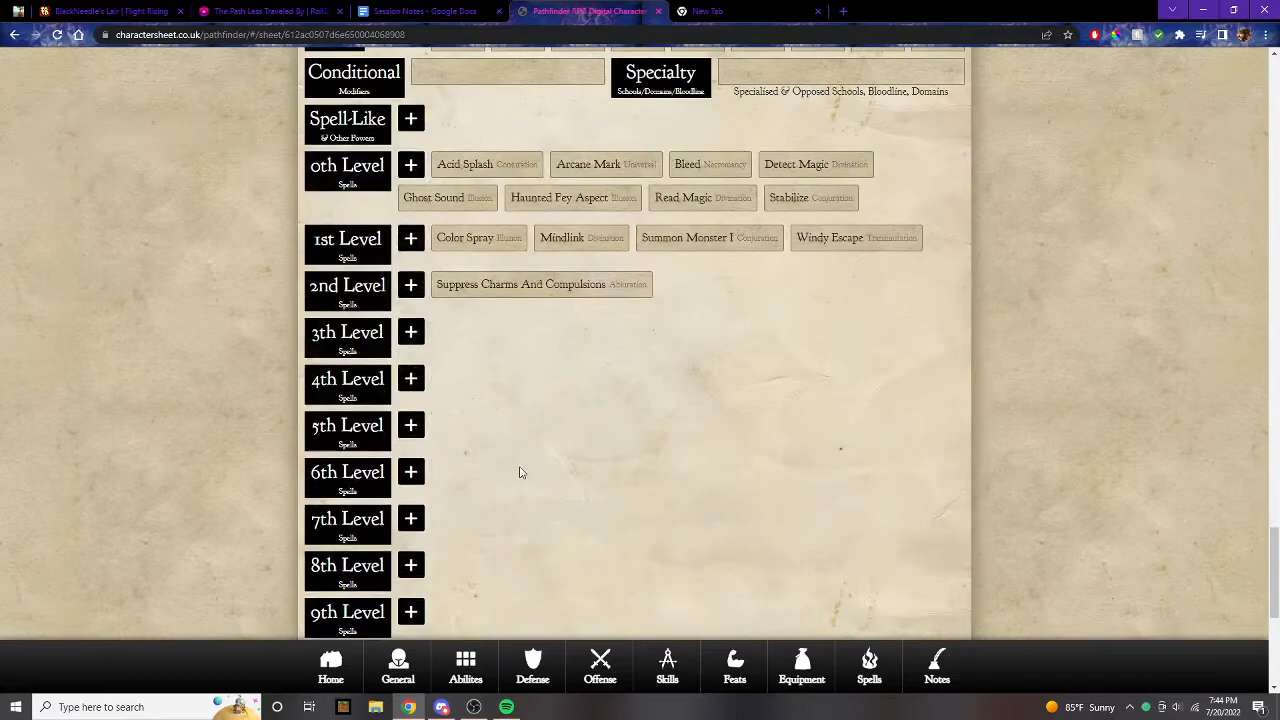 BlackNeedle's Lair | Flight Rising
The Path Less Traveled By | Roll
Session Notes - Google Docs
Pathfinder RPG Digital Character
New Tab
charactersheet.co.uk/pathfinder/#/sheet/612ac0507d6e650004068908
Conditional
Modifiers
Specialty
Schools/Domains/Bloodline
Specialised & Opposed Schools, Bloodline, Domains
Spell-Like
& Other Powers
0th Level
Spells
Acid Splash Conjuration
Arcane Mark Universal
Bleed Necromancy
Detect Magic Divination
Ghost Sound Illusion
Haunted Fey Aspect Illusion
Read Magic Divination
Stabilize Conjuration
1st Level
Spells
Color Spray Illusion
Mindlink Divination
Summon Monster I Conjuration
Windy Escape Transmutation
2nd Level
Spells
Suppress Charms And Compulsions Abjuration
3th Level
Spells
4th Level
Spells
5th Level
Spells
6th Level
Spells
7th Level
Spells
8th Level
Spells
9th Level
Spells
Home
General
Abilites
Defense
Offense
Skills
Feats
Equipment
Spells
Notes
Type here to search
85°F Sunny
7:44 PM
7/20/2022